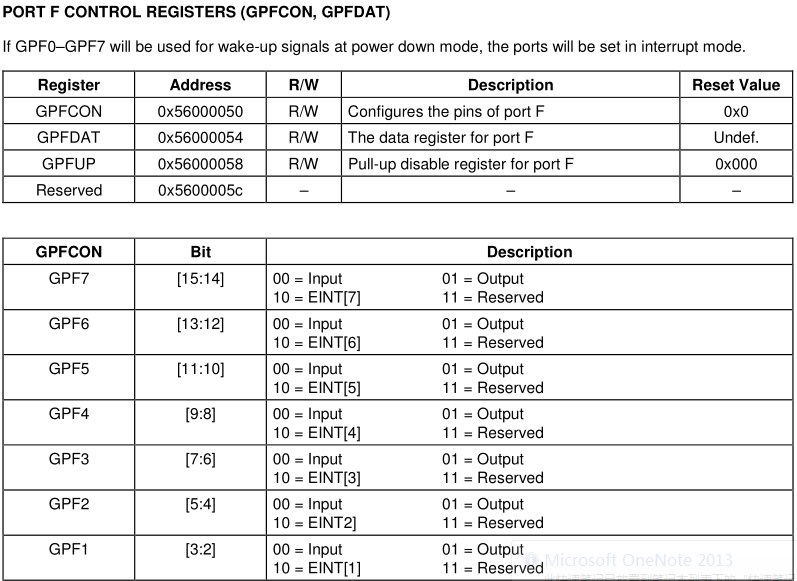 PORT F CONTROL REGISTERS (GPFCON, GPFDAT)
If GPF0–GPF7 will be used for wake-up signals at power down mode, the ports will be set in interrupt mode.
Register Address R/W Description Reset Value
GPFCON 0x56000050 R/W Configures the pins of port F 0x0
GPFDAT 0x56000054 R/W The data register for port F Undef.
GPFUP 0x56000058 R/W Pull-up disable register for port F 0x000
Reserved 0x5600005c – – –
GPFCON Bit Description
GPF7 [15:14] 00 = Input 01 = Output
10 = EINT[7] 11 = Reserved
GPF6 [13:12] 00 = Input 01 = Output
10 = EINT[6] 11 = Reserved
GPF5 [11:10] 00 = Input 01 = Output
10 = EINT[5] 11 = Reserved
GPF4 [9:8] 00 = Input 01 = Output
10 = EINT[4] 11 = Reserved
GPF3 [7:6] 00 = Input 01 = Output
10 = EINT[3] 11 = Reserved
GPF2 [5:4] 00 = Input 01 = Output
10 = EINT2] 11 = Reserved
GPF1 [3:2] 00 = Input 01 = Output
10 = EINT[1] 11 = Reserved
Microsoft OneNote 2013